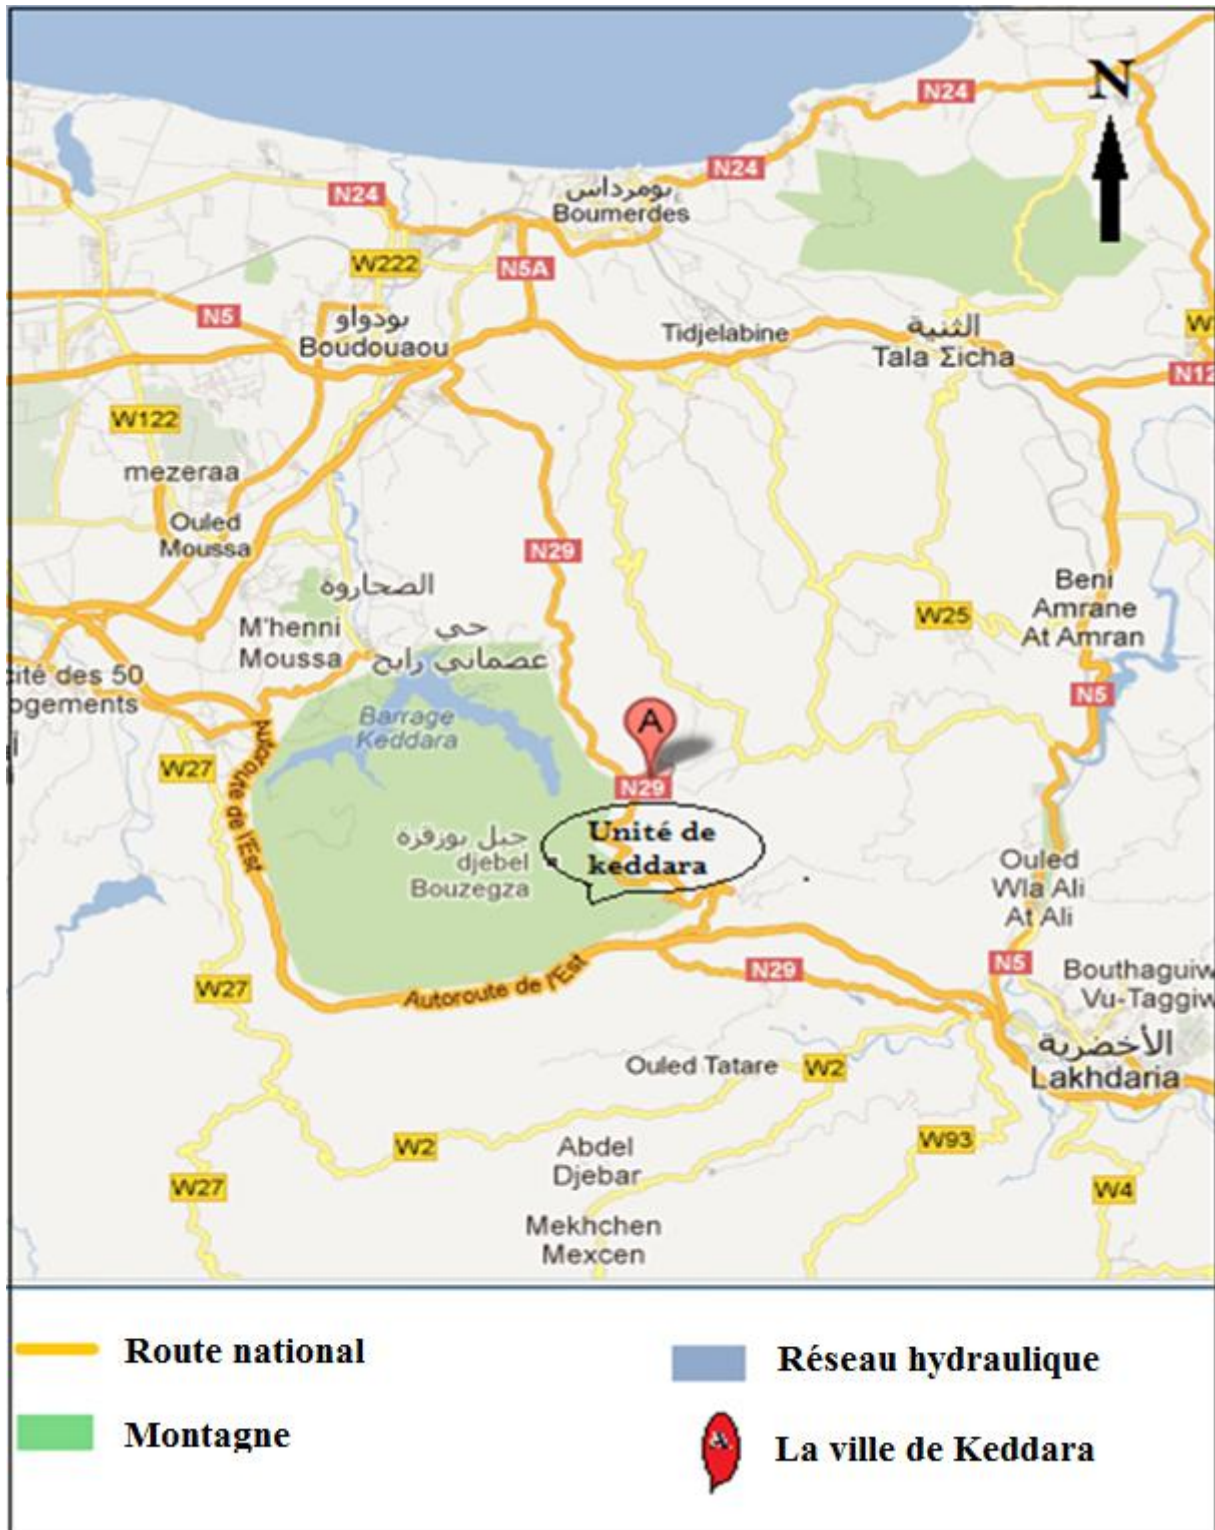 N
N24
N24
N24
بومرداس
Boumerdes
W222
N5A
N5
بودواو
Boudouaou
Tidjelabine
الثنية
Tala Σicha
N12
W122
mezeraa
Ouled
Moussa
N29
الصحاروة
M'henni
Moussa
حي
عصماني رابح
Beni
Amrane
At Amran
W25
cité des 50
ogements
Barrage
Keddara
A
N5
W27
Autoroute de l'Est
N29
Unité de
keddara
جبل بوزقزة
djebel
Bouzegza
Ouled
Wla Ali
At Ali
N5
N29
Bouthaguiw
Vu-Taggiw
W27
Autoroute de l'Est
الأخضرية
Lakhdaria
Ouled Tatare
W2
W2
Abdel
Djebar
W93
W27
W4
Mekhchen
Mexcen
Route national
Réseau hydraulique
Montagne
A
La ville de Keddara